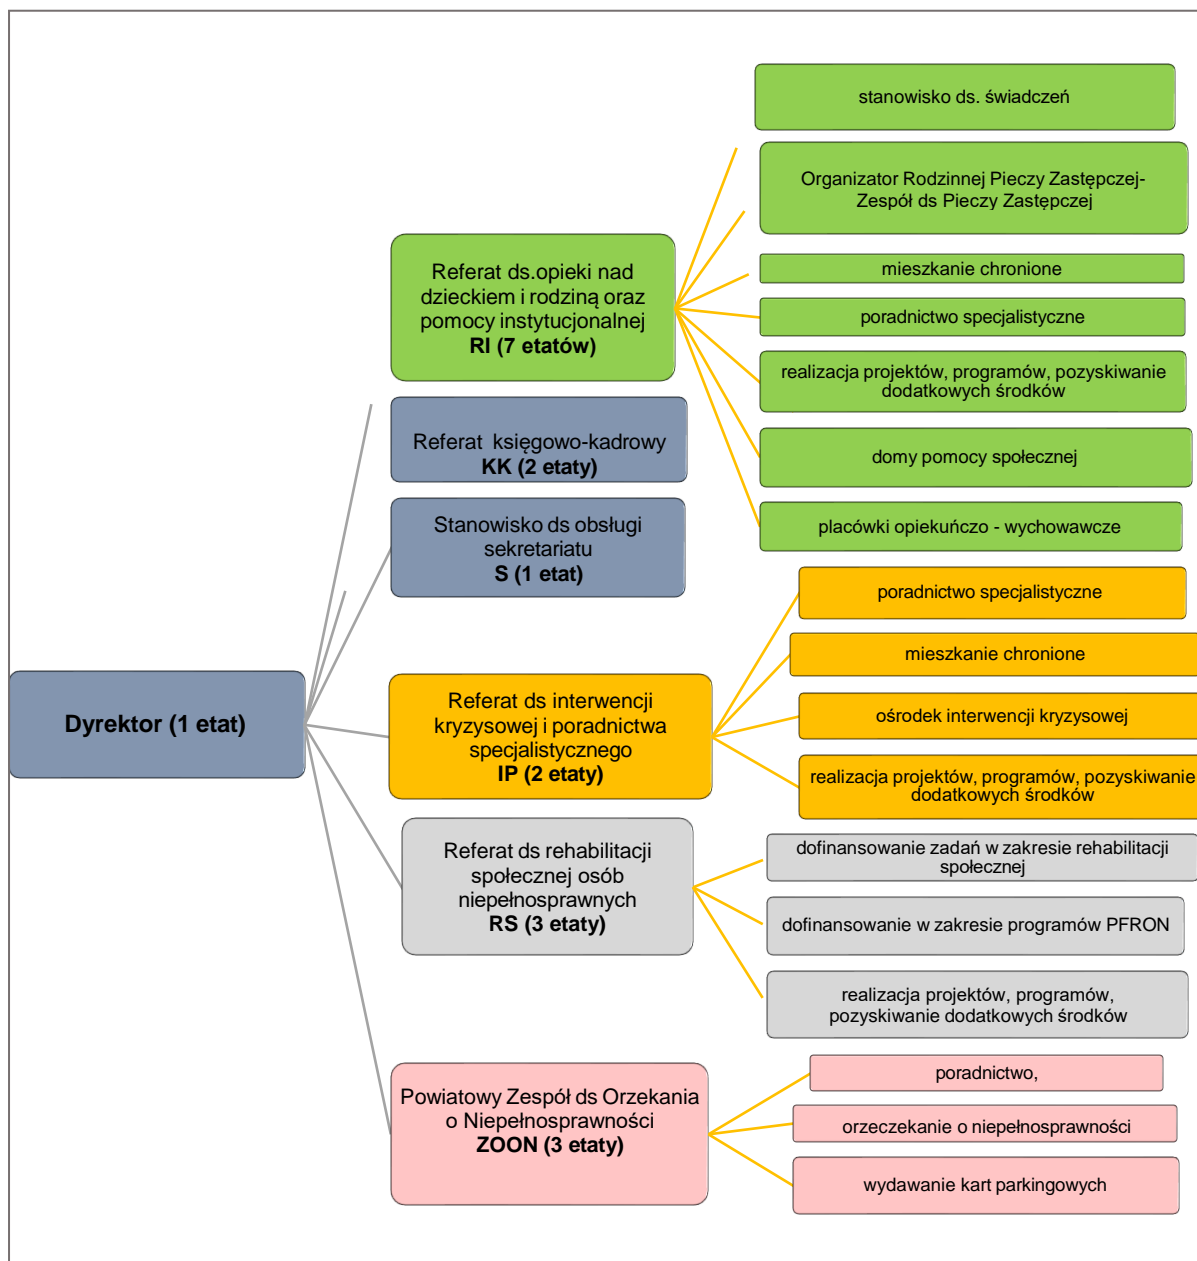 Dyrektor (1 etat)
Referat ds.opieki nad
dzieckiem i rodziną oraz
pomocy instytucjonalnej
RI (7 etatów)
stanowisko ds. świadczeń
Organizator Rodzinnej Pieczy Zastępczej-
Zespół ds Pieczy Zastępczej
mieszkanie chronione
poradnictwo specjalistyczne
realizacja projektów, programów, pozyskiwanie
dodatkowych środków
domy pomocy społecznej
placówki opiekuńczo - wychowawcze
Referat księgowo-kadrowy
KK (2 etaty)
Stanowisko ds obsługi
sekretariatu
S (1 etat)
Referat ds interwencji
kryzysowej i poradnictwa
specjalistycznego
IP (2 etaty)
poradnictwo specjalistyczne
mieszkanie chronione
ośrodek interwencji kryzysowej
realizacja projektów, programów, pozyskiwanie
dodatkowych środków
Referat ds rehabilitacji
społecznej osób
niepełnosprawnych
RS (3 etaty)
dofinansowanie zadań w zakresie rehabilitacji
społecznej
dofinansowanie w zakresie programów PFRON
realizacja projektów, programów,
pozyskiwanie dodatkowych środków
Powiatowy Zespół ds Orzekania
o Niepełnosprawności
ZOON (3 etaty)
poradnictwo,
orzeczekanie o niepełnosprawności
wydawanie kart parkingowych